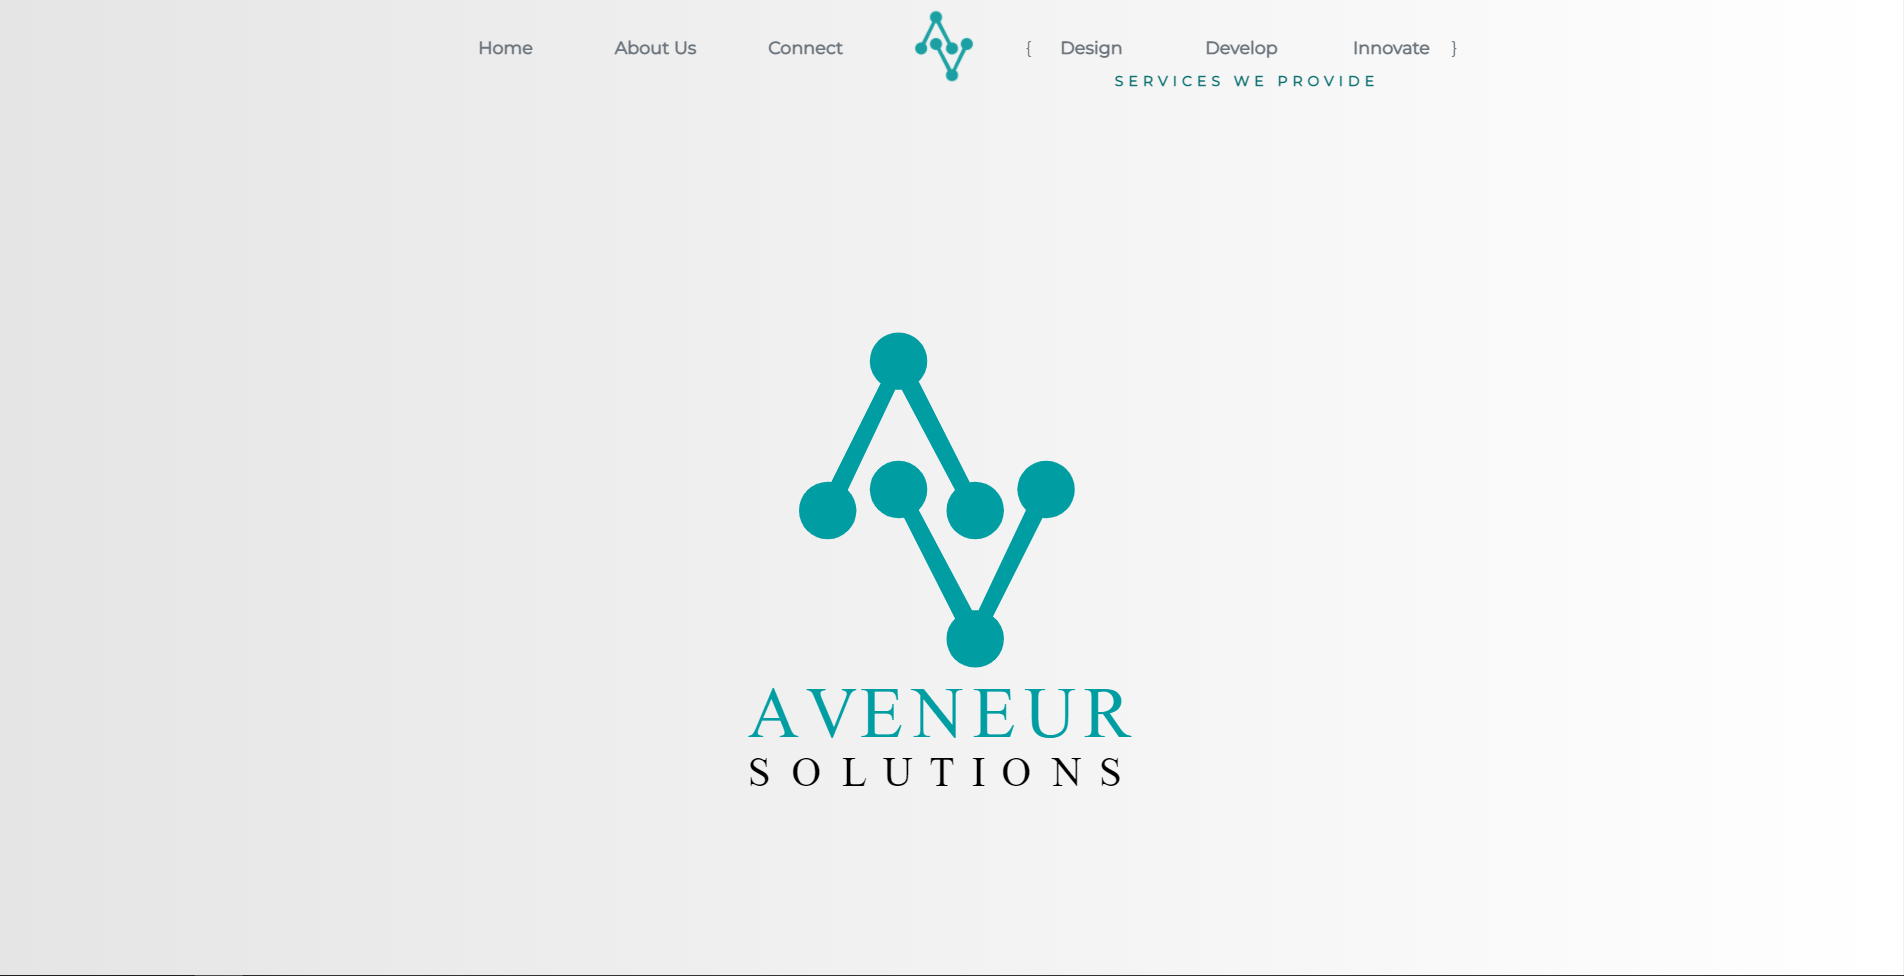 Home About Us Connect { Design Develop Innovate }
SERVICES WE PROVIDE
AVENEUR
SOLUTIONS